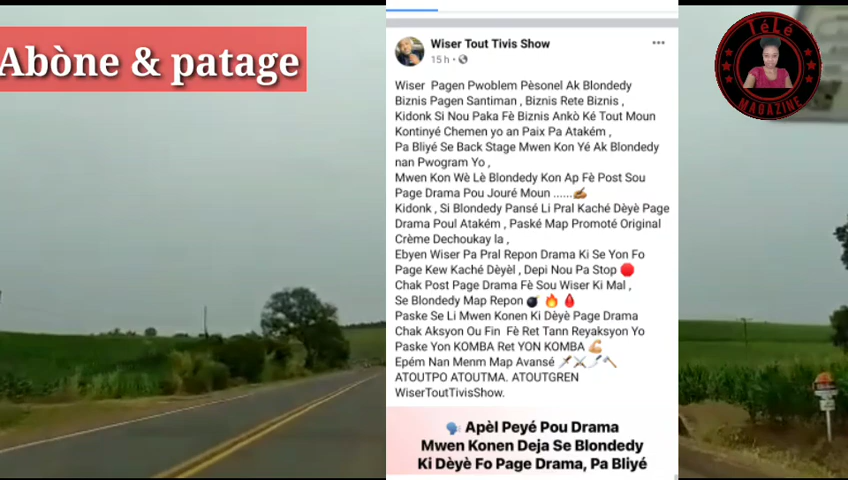 Abòne & patage
Wiser Tout Tivis Show
15 h
Wiser Pagen Pwoblem Pèsonel Ak Blondedy
Biznis Pagen Santiman , Biznis Rete Biznis ,
Kidonk Si Nou Paka Fè Biznis Ankò Ké Tout Moun
Kontinyé Chemen yo an Paix Pa Atakém ,
Pa Bliyé Se Back Stage Mwen Kon Yé Ak Blondedy
nan Pwogram Yo ,
Mwen Kon Wè Lè Blondedy Kon Ap Fè Post Sou
Page Drama Pou Jouré Moun ......✍🏾
Kidonk , Si Blondedy Pansé Li Pral Kaché Dèyè Page
Drama Poul Atakém , Paské Map Promoté Original
Crème Dechoukay la ,
Ebyen Wiser Pa Pral Repon Drama Ki Se Yon Fo
Page Kew Kaché Dèyèl , Depi Nou Pa Stop 🛑
Chak Post Page Drama Fè Sou Wiser Ki Mal ,
Se Blondedy Map Repon 💣 🔥 🩸
Paske Se Li Mwen Konen Ki Dèyè Page Drama
Chak Aksyon Ou Fin Fè Ret Tann Reyaksyon Yo
Paske Yon KOMBA Ret YON KOMBA 💪🏼
Epém Nan Menm Map Avansé 🗡⚔🔪🪓
ATOUTPO ATOUTMA. ATOUTGREN
WiserToutTivisShow.
🗣 Apèl Peyé Pou Drama
Mwen Konen Deja Se Blondedy
Ki Dèyè Fo Page Drama, Pa Bliyé
TéLé
MAGAZINE